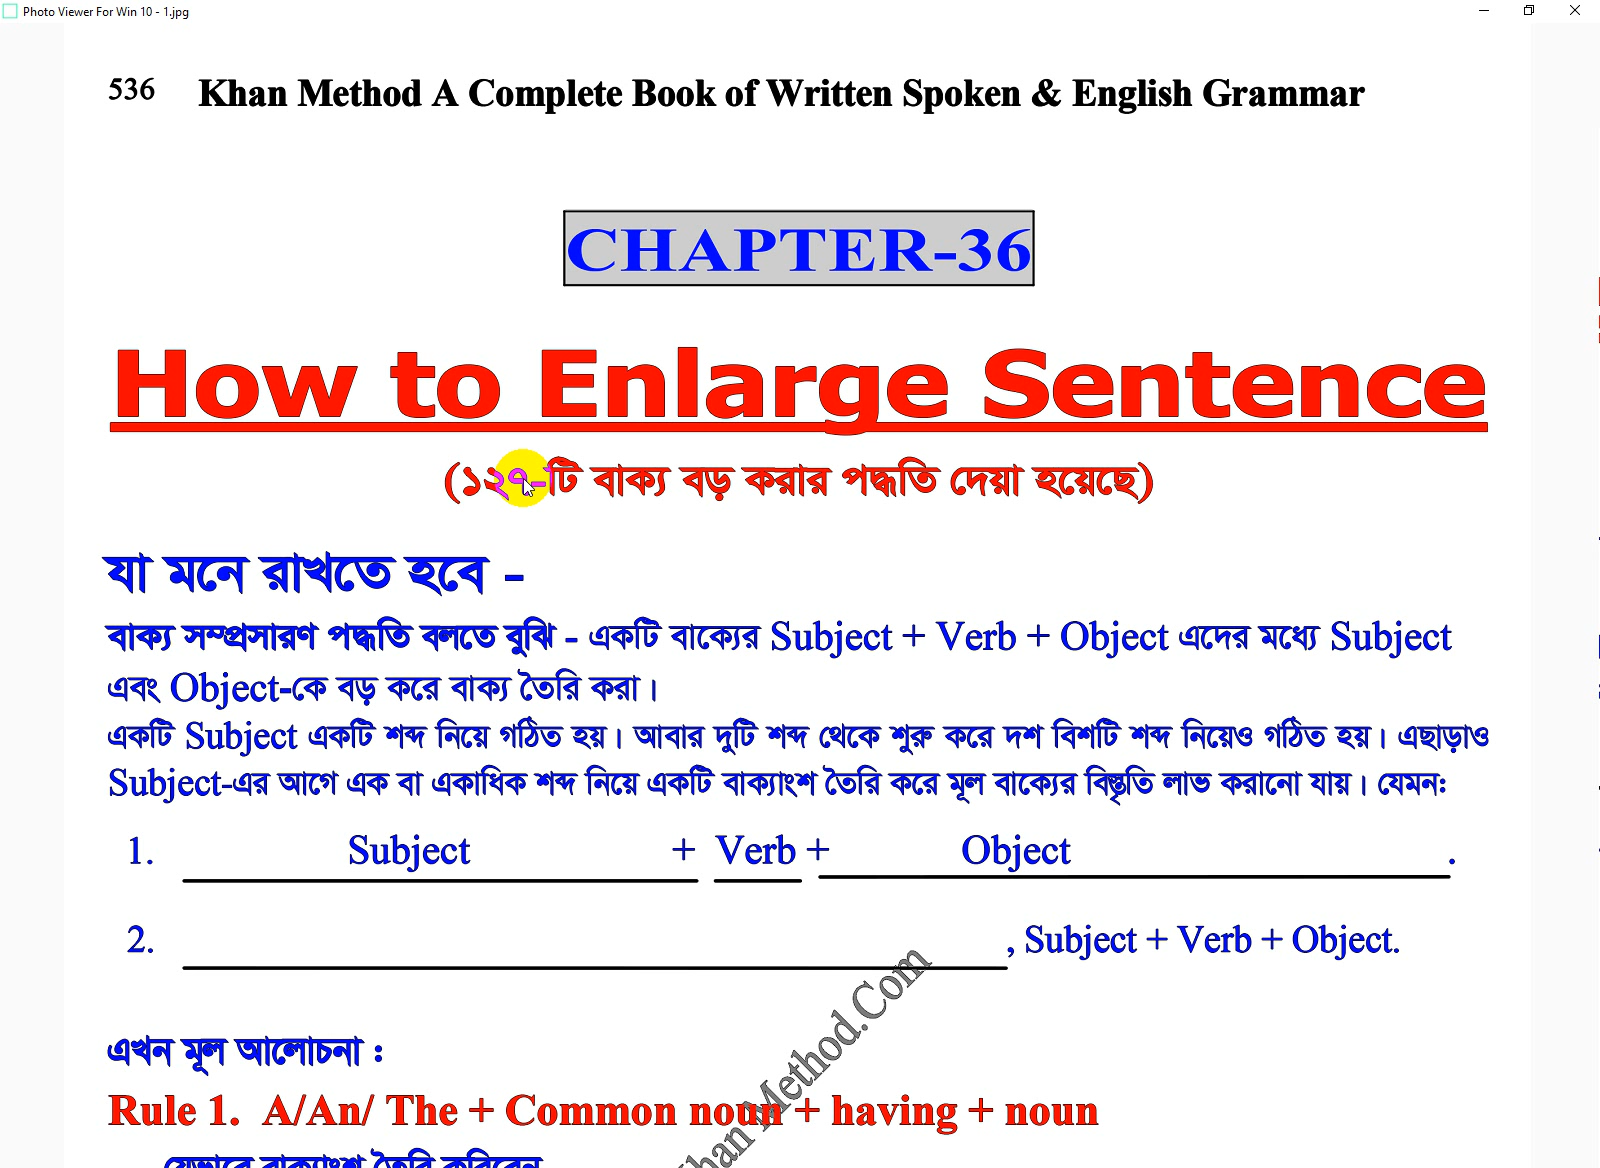 Photo Viewer For Win 10 - 1.jpg
536 Khan Method A Complete Book of Written Spoken & English Grammar
CHAPTER-36
How to Enlarge Sentence
(১২৭-টি বাক্য বড় করার পদ্ধতি দেয়া হয়েছে)
যা মনে রাখতে হবে -
বাক্য সম্প্রসারণ পদ্ধতি বলতে বুঝি - একটি বাক্যের Subject + Verb + Object এদের মধ্যে Subject
এবং Object-কে বড় করে বাক্য তৈরি করা।
একটি Subject একটি শব্দ নিয়ে গঠিত হয়। আবার দুটি শব্দ থেকে শুরু করে দশ বিশটি শব্দ নিয়েও গঠিত হয়। এছাড়াও
Subject-এর আগে এক বা একাধিক শব্দ নিয়ে একটি বাক্যাংশ তৈরি করে মূল বাক্যের বিস্তৃতি লাভ করানো যায়। যেমনঃ
1. Subject + Verb + Object .
2. , Subject + Verb + Object.
এখন মূল আলোচনা :
Rule 1. A/An/ The + Common noun + having + noun
যেভাবে বাক্যাংশ তৈরি করিবেন
han Method.Com